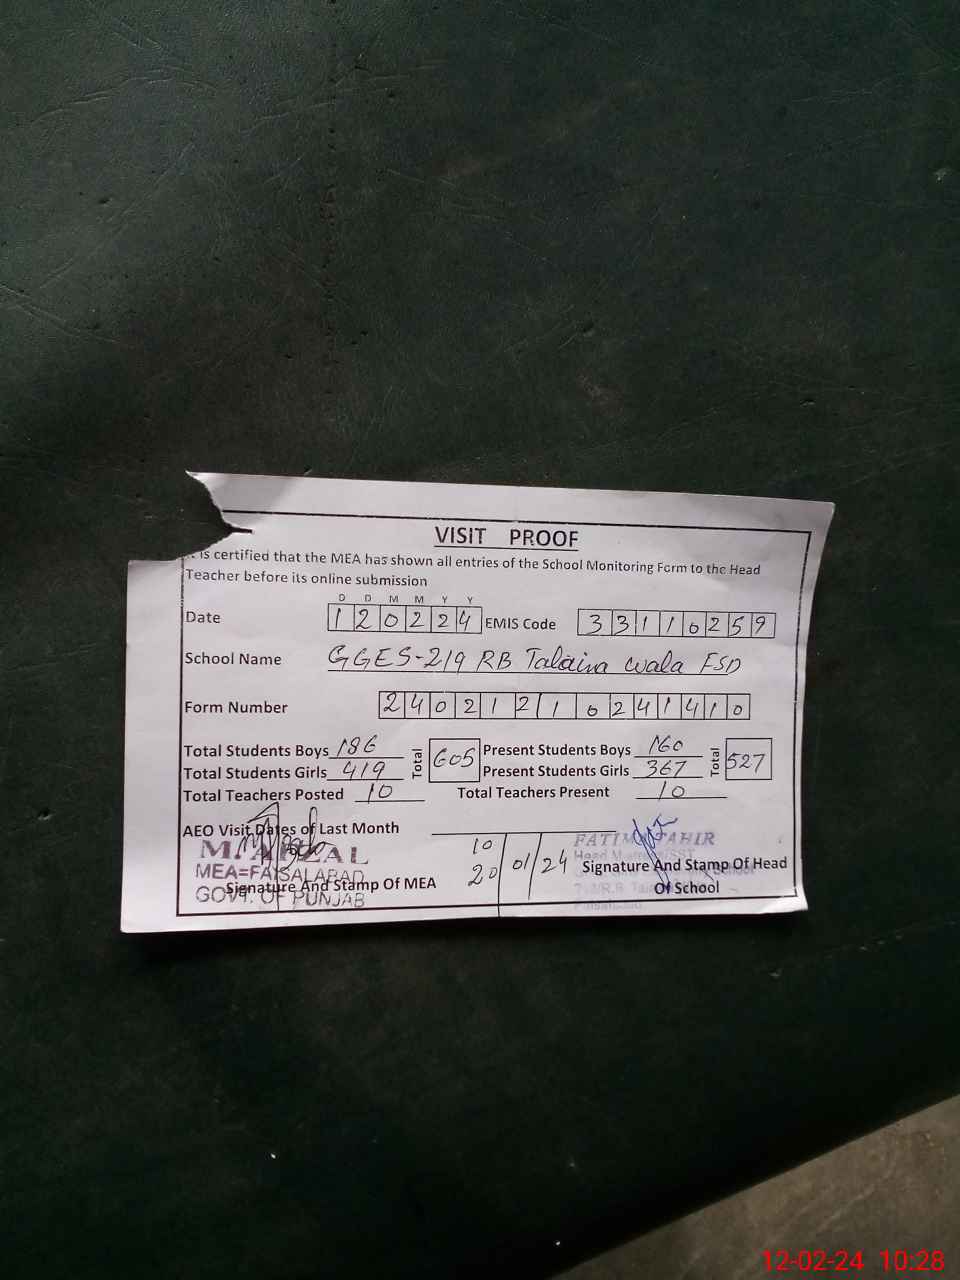 VISIT PROOF
is certified that the MEA has shown all entries of the School Monitoring Form to the Head
Teacher before its online submission
D D M M Y Y
Date 1 2 0 2 2 4 EMIS Code 3 3 1 1 0 2 5 9
School Name GGES-219 RB Talaina wala FSD
Form Number 2 4 0 2 1 2 1 1 0 2 4 1 4 1 0
Total Students Boys 186 Total 605 Present Students Boys 160 Total 527
Total Students Girls 419 Present Students Girls 367
Total Teachers Posted 10 Total Teachers Present 10
AEO Visit Dates of Last Month
10
20 01 24
M. AFZAL
MEA=FAISALABAD
GOVT. OF PUNJAB
Signature And Stamp Of MEA
FATIMA TAHIR
Signature And Stamp Of Head
Of School
12-02-24 10:28